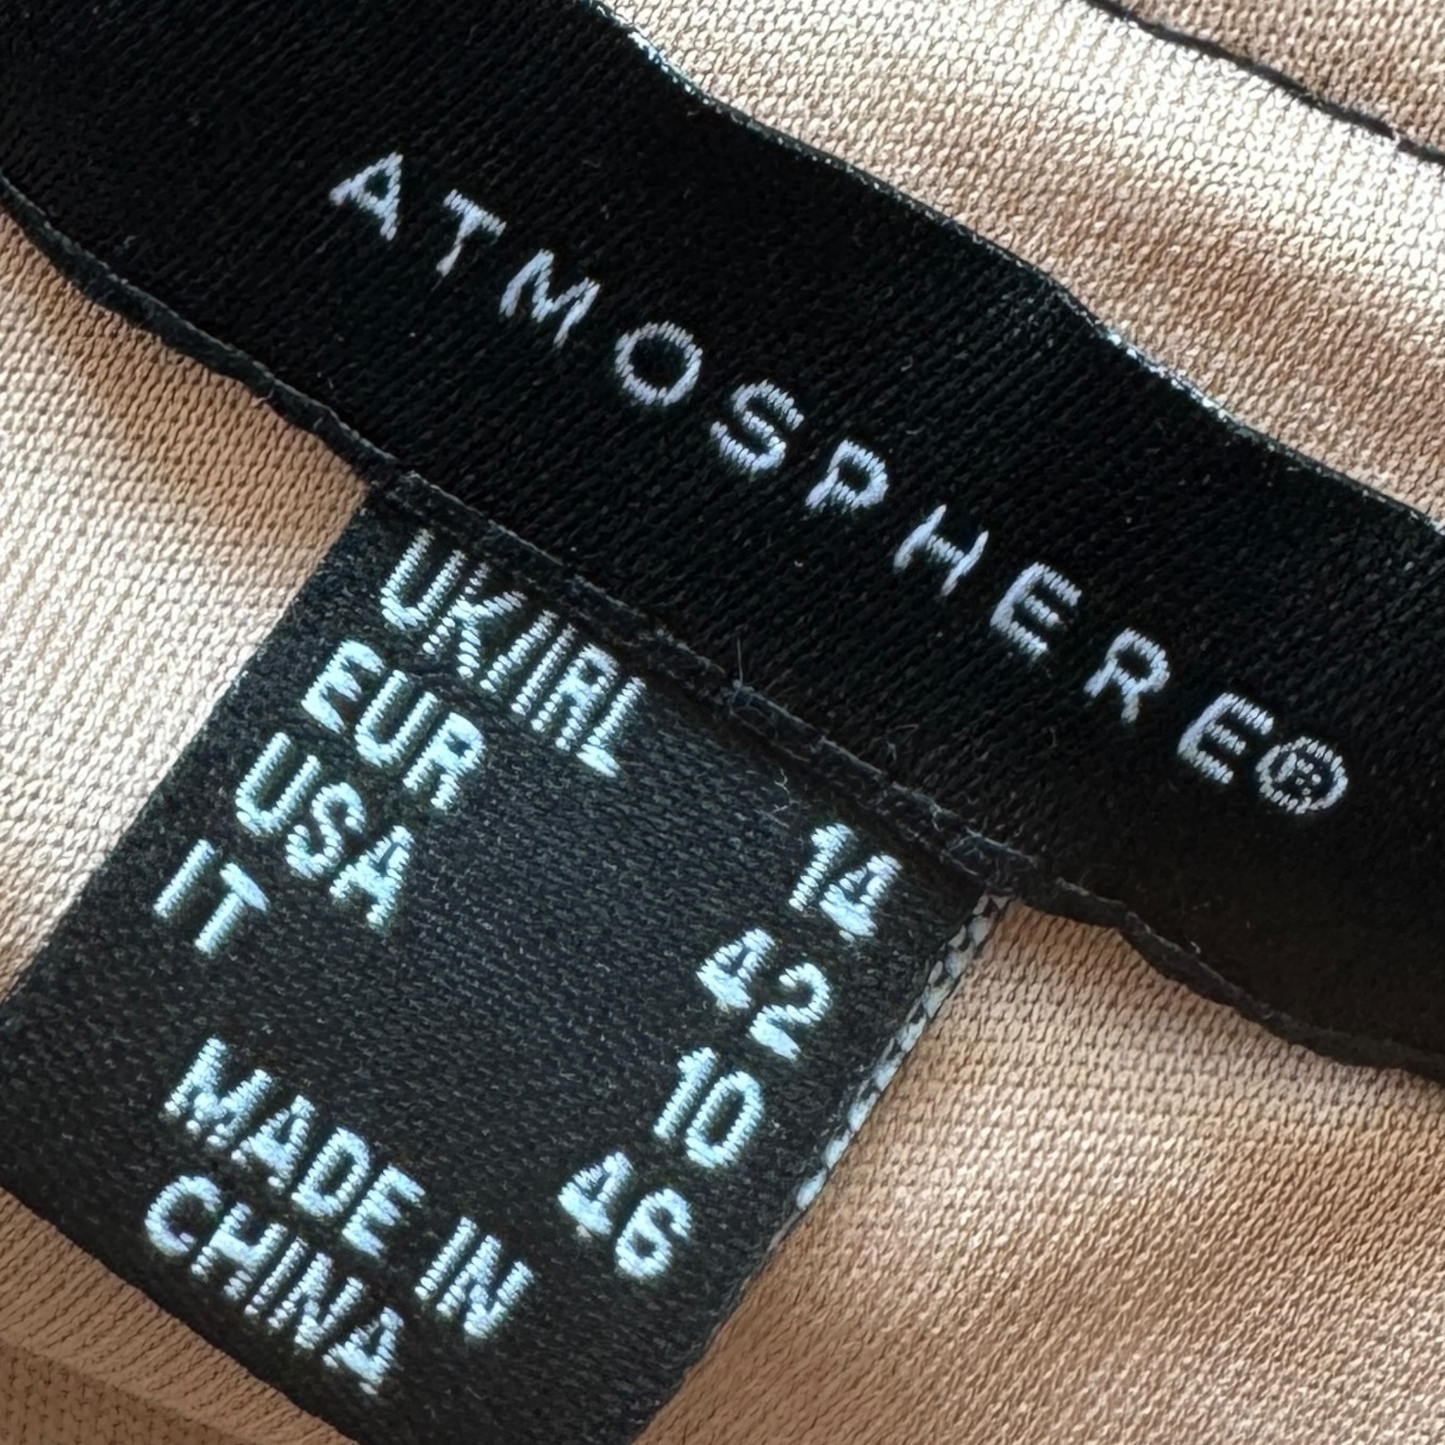 ATMOSPHERE®
UK/IRL 14
EUR 42
USA 10
IT 46
MADE IN
CHINA